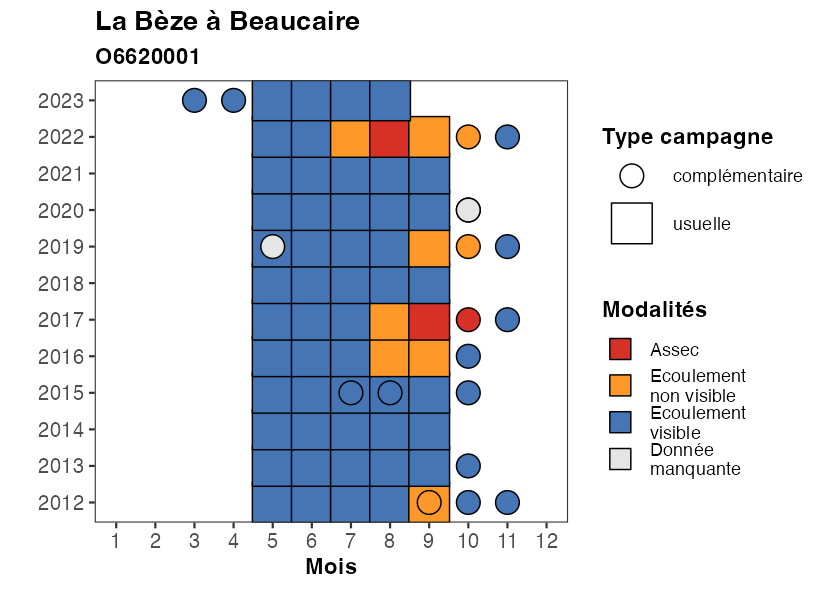 La Bèze à Beaucaire
O6620001
2023
2022
2021
2020
2019
2018
2017
2016
2015
2014
2013
2012
1 2 3 4 5 6 7 8 9 10 11 12
Mois
Type campagne
complémentaire
usuelle
Modalités
Assec
Ecoulement
non visible
Ecoulement
visible
Donnée
manquante